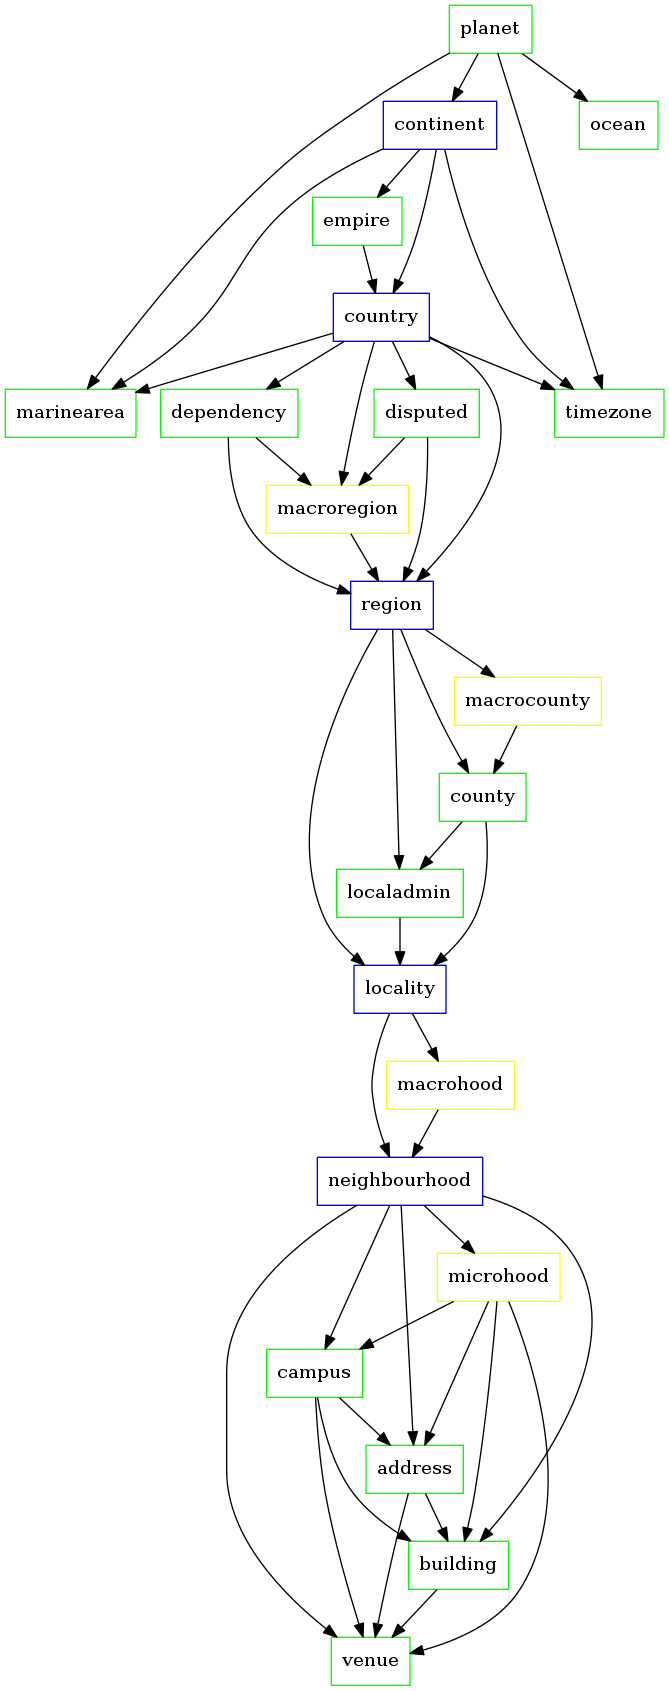 planet
continent
ocean
empire
country
marinearea
dependency
disputed
timezone
macroregion
region
macrocounty
county
localadmin
locality
macrohood
neighbourhood
microhood
campus
address
building
venue